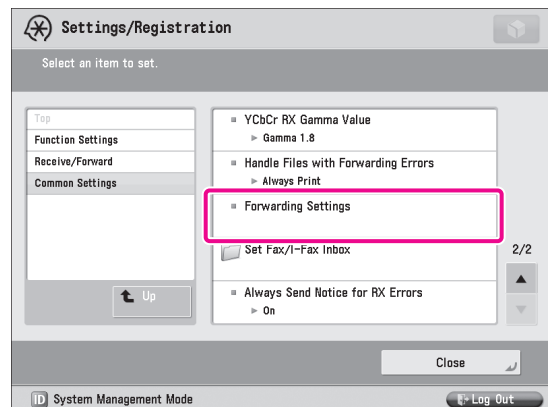 Settings/Registration
Select an item to set.
Top
Function Settings
Receive/Forward
Common Settings
Up
YCbCr RX Gamma Value
Gamma 1.8
Handle Files with Forwarding Errors
Always Print
Forwarding Settings
Set Fax/I-Fax Inbox
Always Send Notice for RX Errors
On
2/2
Close
ID System Management Mode
Log Out